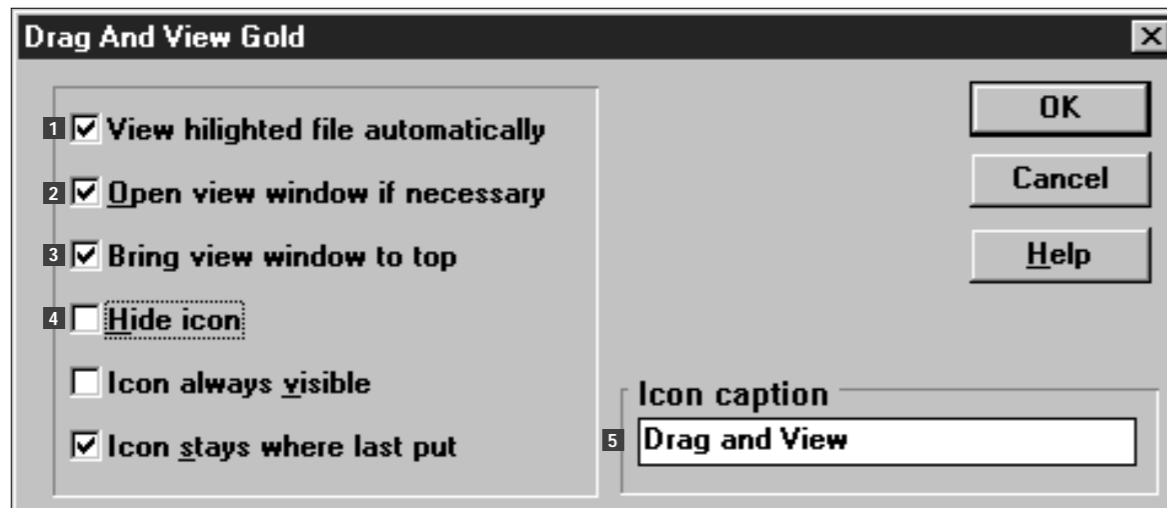 Drag And View Gold
1 View hilighted file automatically
2 Open view window if necessary
3 Bring view window to top
4 Hide icon
Icon always visible
Icon stays where last put
OK
Cancel
Help
Icon caption
5 Drag and View